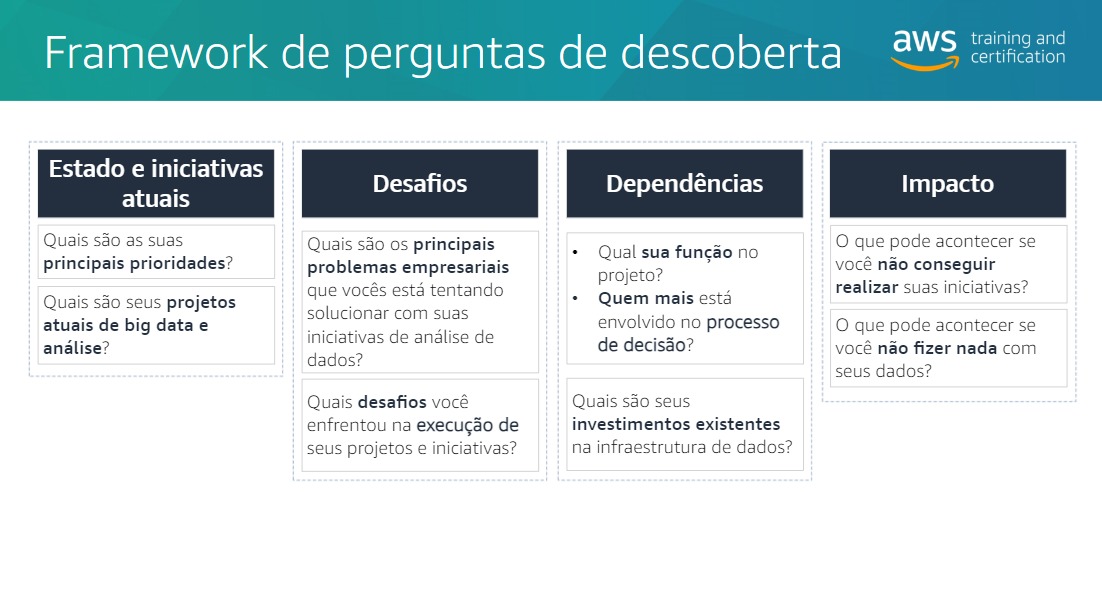 Framework de perguntas de descoberta
aws training and
certification
Estado e iniciativas
atuais
Quais são as suas
principais prioridades?
Quais são seus projetos
atuais de big data e
análise?
Desafios
Quais são os principais
problemas empresariais
que vocês está tentando
solucionar com suas
iniciativas de análise de
dados?
Quais desafios você
enfrentou na execução de
seus projetos e iniciativas?
Dependências
• Qual sua função no
projeto?
• Quem mais está
envolvido no processo
de decisão?
Quais são seus
investimentos existentes
na infraestrutura de dados?
Impacto
O que pode acontecer se
você não conseguir
realizar suas iniciativas?
O que pode acontecer se
você não fizer nada com
seus dados?